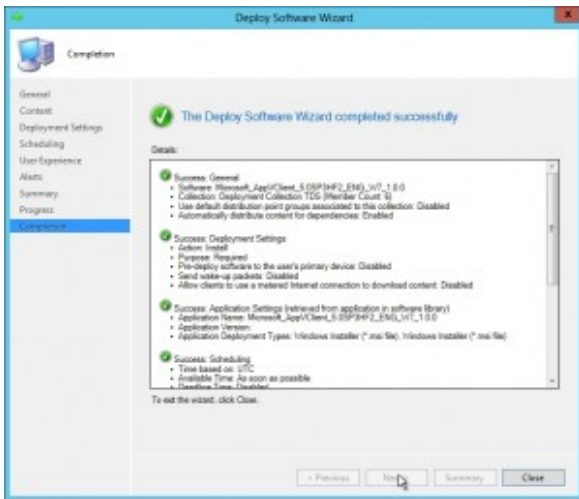 Deploy Software Wizard
Completion
General
Content
Deployment Settings
Scheduling
User Experience
Alerts
Summary
Progress
Completion
The Deploy Software Wizard completed successfully
Details:
Success: General
• Software: Microsoft_AppVClient_5.0SP3HF2_ENG_W7_1.0.0
• Collection: Deployment Collection TDS (Member Count: 6)
• Use default distribution point groups associated to this collection: Disabled
• Automatically distribute content for dependencies: Enabled
Success: Deployment Settings
• Action: Install
• Purpose: Required
• Pre-deploy software to the user's primary device: Disabled
• Send wake-up packets: Disabled
• Allow clients to use a metered Internet connection to download content: Disabled
Success: Application Settings (retrieved from application in software library)
• Application Name: Microsoft_AppVClient_5.0SP3HF2_ENG_W7_1.0.0
• Application Version:
• Application Deployment Types: Windows Installer (*.msi file), Windows Installer (*.msi file)
Success: Scheduling
• Time based on: UTC
• Available Time: As soon as possible
• Deadline Time: Disabled
To exit the wizard, click Close.
< Previous
Summary
Close